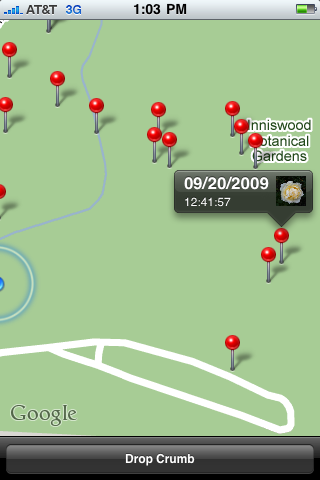 AT&T 3G 1:03 PM
Inniswood
Botanical
Gardens
09/20/2009
12:41:57
Google
Drop Crumb